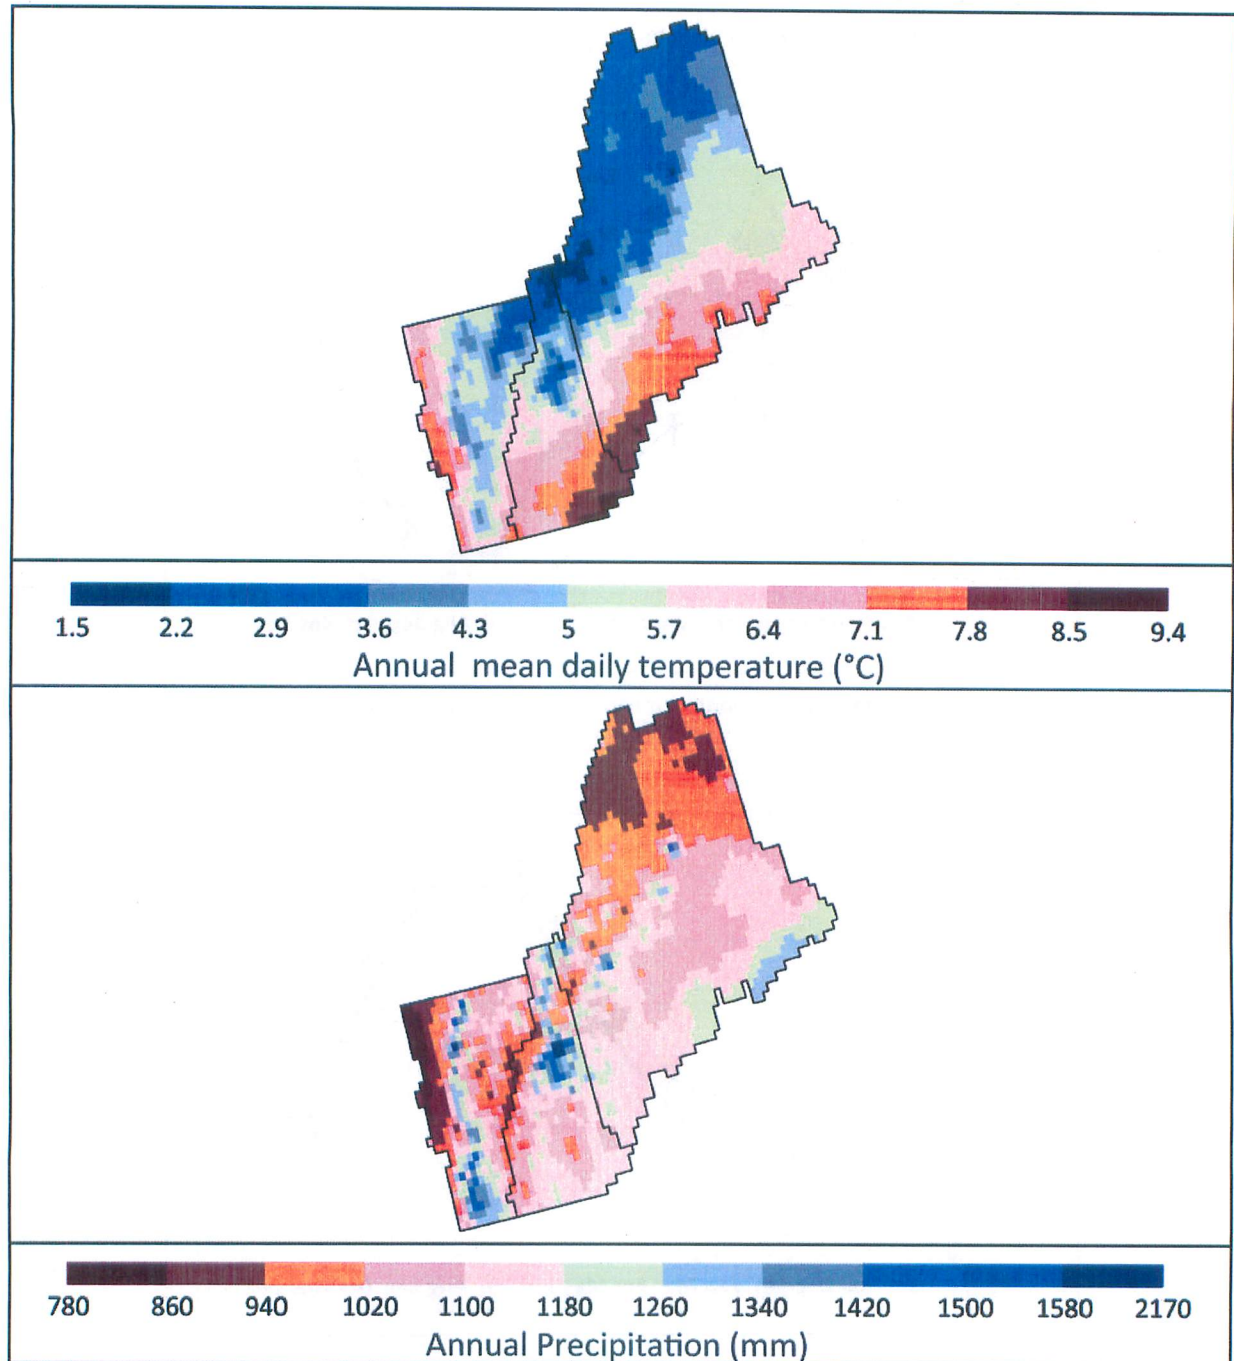 1.5 2.2 2.9 3.6 4.3 5 5.7 6.4 7.1 7.8 8.5 9.4
Annual mean daily temperature (°C)
780 860 940 1020 1100 1180 1260 1340 1420 1500 1580 2170
Annual Precipitation (mm)